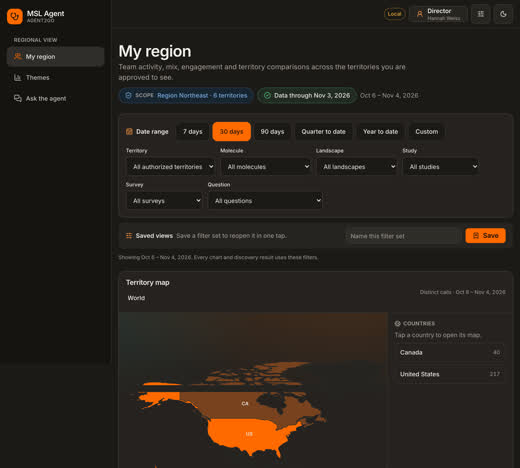 MSL Agent
AGENT2GO
Local
Director
Hannah Weiss
REGIONAL VIEW
My region
Themes
Ask the agent
My region
Team activity, mix, engagement and territory comparisons across the territories you are
approved to see.
SCOPE Region Northeast · 6 territories
Data through Nov 3, 2026
Oct 6 – Nov 4, 2026
Date range
7 days
30 days
90 days
Quarter to date
Year to date
Custom
Territory
Molecule
Landscape
Study
All authorized territories
All molecules
All landscapes
All studies
Survey
Question
All surveys
All questions
Saved views Save a filter set to reopen it in one tap.
Name this filter set
Save
Showing Oct 6 – Nov 4, 2026. Every chart and discovery result uses these filters.
Territory map
Distinct calls · Oct 6 – Nov 4, 2026
World
COUNTRIES
Tap a country to open its map.
Canada 40
United States 217
CA
US